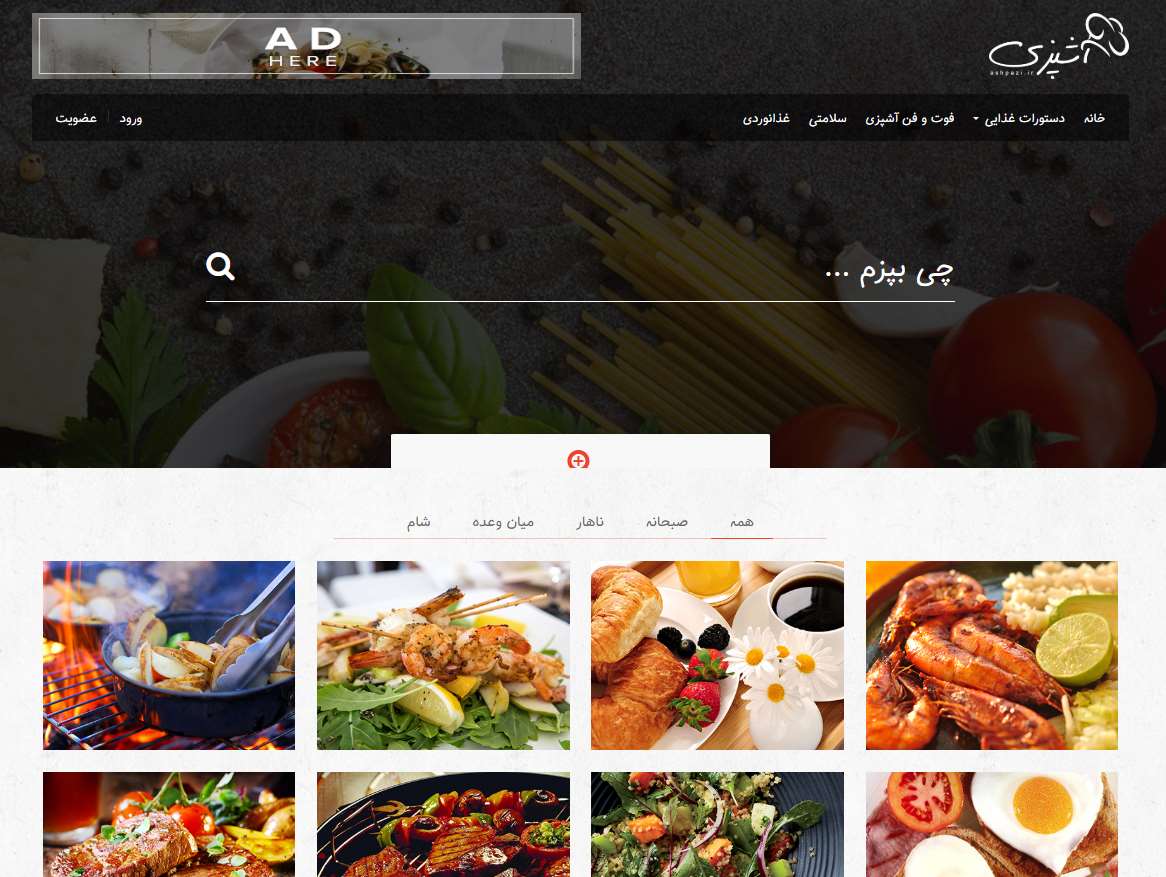 AD
HERE
آشپزی
ashpazi.ir
خانه
دستورات غذایی
فوت و فن آشپزی
سلامتی
غذانوردی
ورود
عضویت
چی بپزم ...
همه
صبحانه
ناهار
میان وعده
شام